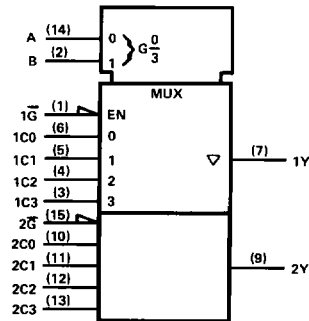 A (14) 0 G 0/3
B (2) 1
MUX
1G̅ (1) EN
1C0 (6) 0
1C1 (5) 1 ▽ (7) 1Y
1C2 (4) 2
1C3 (3) 3
2G̅ (15)
2C0 (10)
2C1 (11) (9) 2Y
2C2 (12)
2C3 (13)